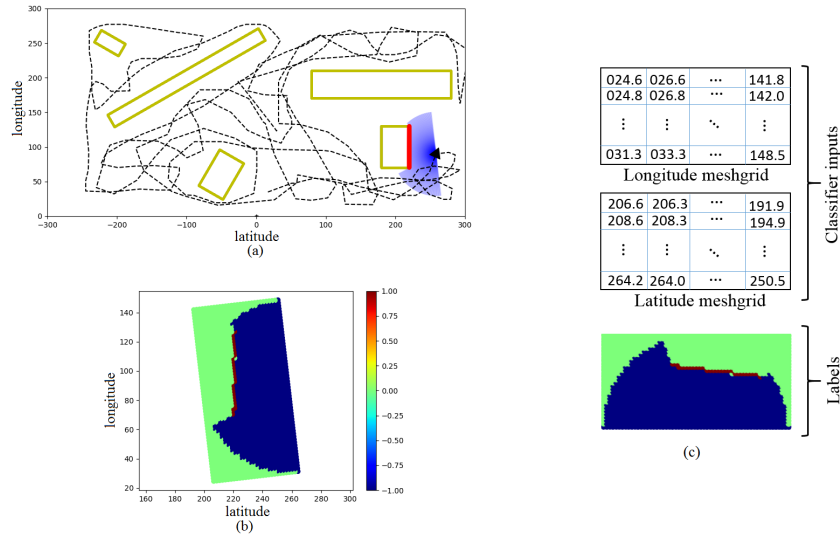 300
250
200
150
100
50
0
longitude
−300 −200 −100 0 100 200 300
latitude
(a)
140
120
100
80
60
40
20
longitude
160 180 200 220 240 260 280 300
latitude
(b)
1.00
0.75
0.50
0.25
0.00
−0.25
−0.50
−0.75
−1.00
024.6 026.6 ··· 141.8
024.8 026.8 ··· 142.0
⋮ ⋮ ⋱ ⋮
031.3 033.3 ··· 148.5
Longitude meshgrid
206.6 206.3 ··· 191.9
208.6 208.3 ··· 194.9
⋮ ⋮ ⋱ ⋮
264.2 264.0 ··· 250.5
Latitude meshgrid
Classifier inputs
Labels
(c)